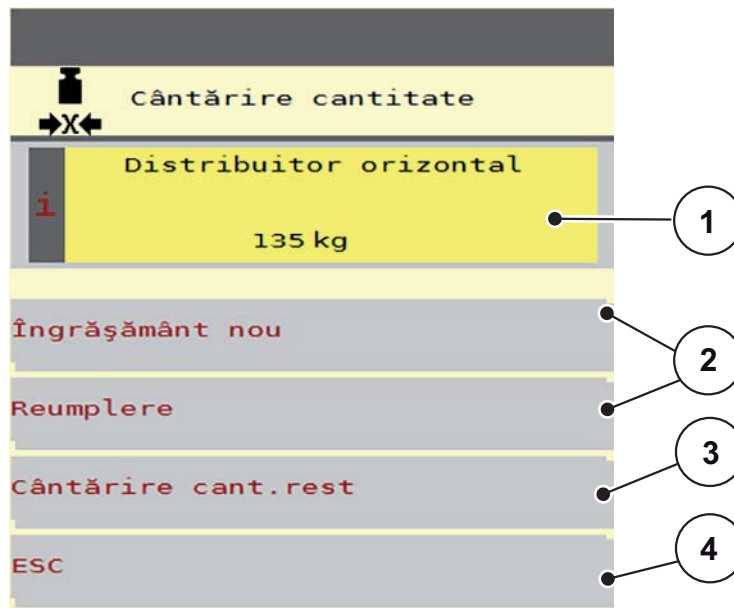 Cântărire cantitate
X
Distribuitor orizontal
i
135 kg
1
Îngrăşământ nou
2
Reumplere
Cântărire cant.rest
3
ESC
4